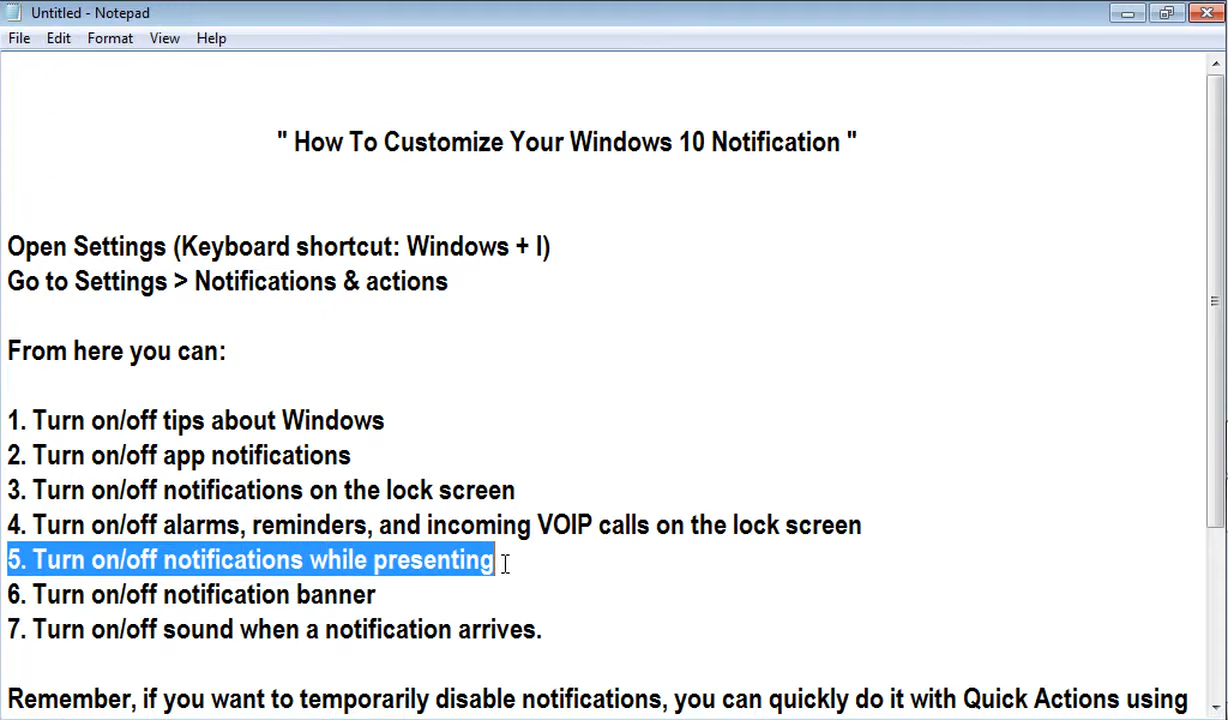 Untitled - Notepad
File Edit Format View Help
" How To Customize Your Windows 10 Notification "
Open Settings (Keyboard shortcut: Windows + I)
Go to Settings > Notifications & actions
From here you can:
1. Turn on/off tips about Windows
2. Turn on/off app notifications
3. Turn on/off notifications on the lock screen
4. Turn on/off alarms, reminders, and incoming VOIP calls on the lock screen
5. Turn on/off notifications while presenting
6. Turn on/off notification banner
7. Turn on/off sound when a notification arrives.
Remember, if you want to temporarily disable notifications, you can quickly do it with Quick Actions using